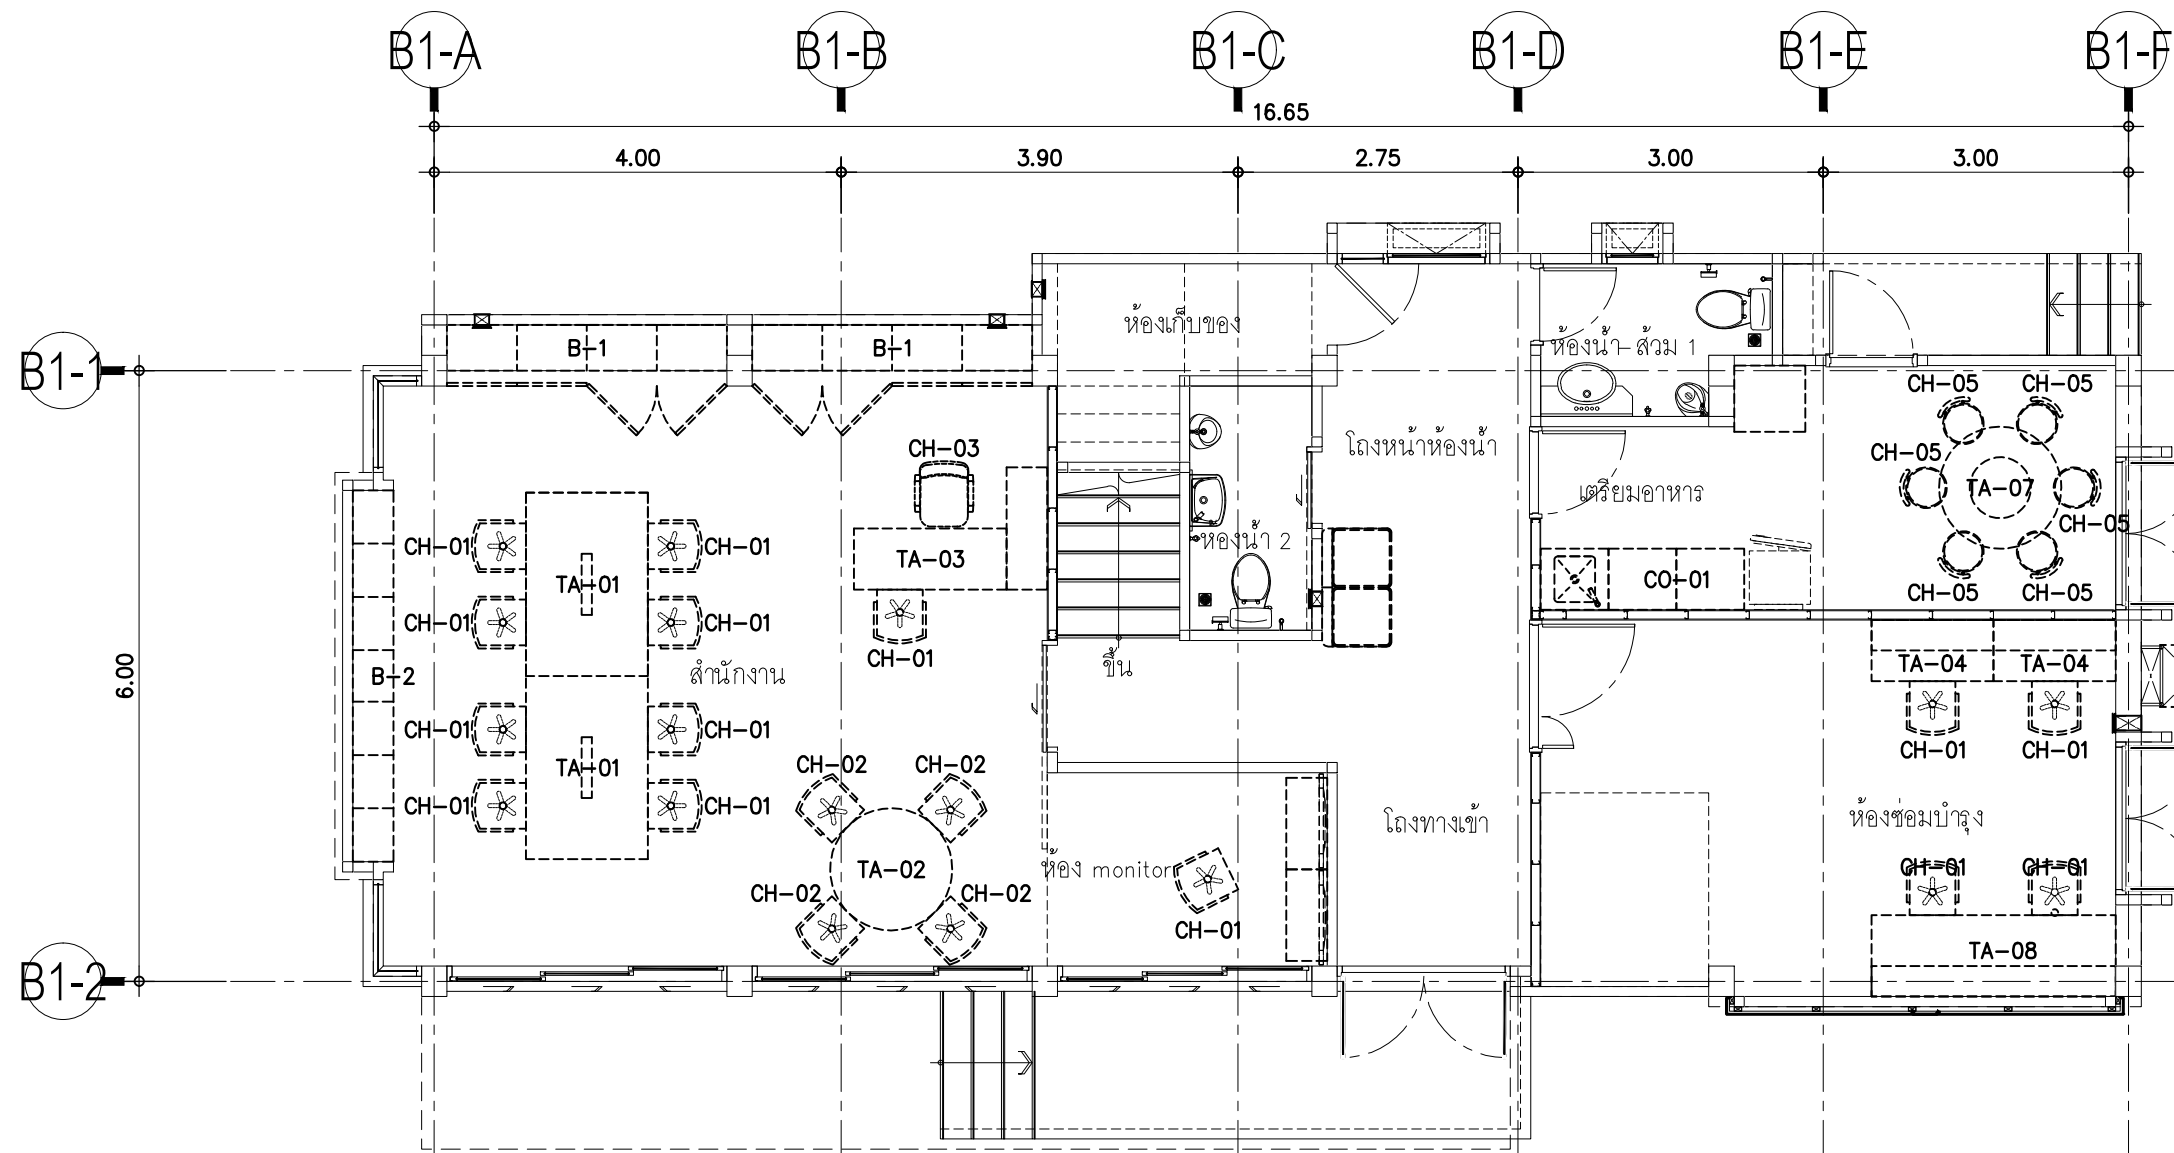 B1-A B1-B B1-C B1-D B1-E B1-F
16.65
4.00 3.90 2.75 3.00 3.00
ห้องเก็บของ
B1-1
B-1 B-1
ห้องน้ำ-ส้วม 1
CH-05 CH-05
CH-03
โถงหน้าห้องน้ำ
CH-05
เตรียมอาหาร
TA-07
CH-05
CH-01 CH-01
ห้องน้ำ 2
TA-03
TA-01
CO-01
CH-05 CH-05
CH-01 CH-01
CH-01
ขึ้น
TA-04 TA-04
6.00
B-2
สำนักงาน
CH-01 CH-01
CH-01 CH-01
TA-01
CH-02 CH-02
CH-01 CH-01
โถงทางเข้า
ห้องซ่อมบำรุง
TA-02
ห้อง monitor
CH-01 CH-01
CH-02 CH-02
CH-01
TA-08
B1-2